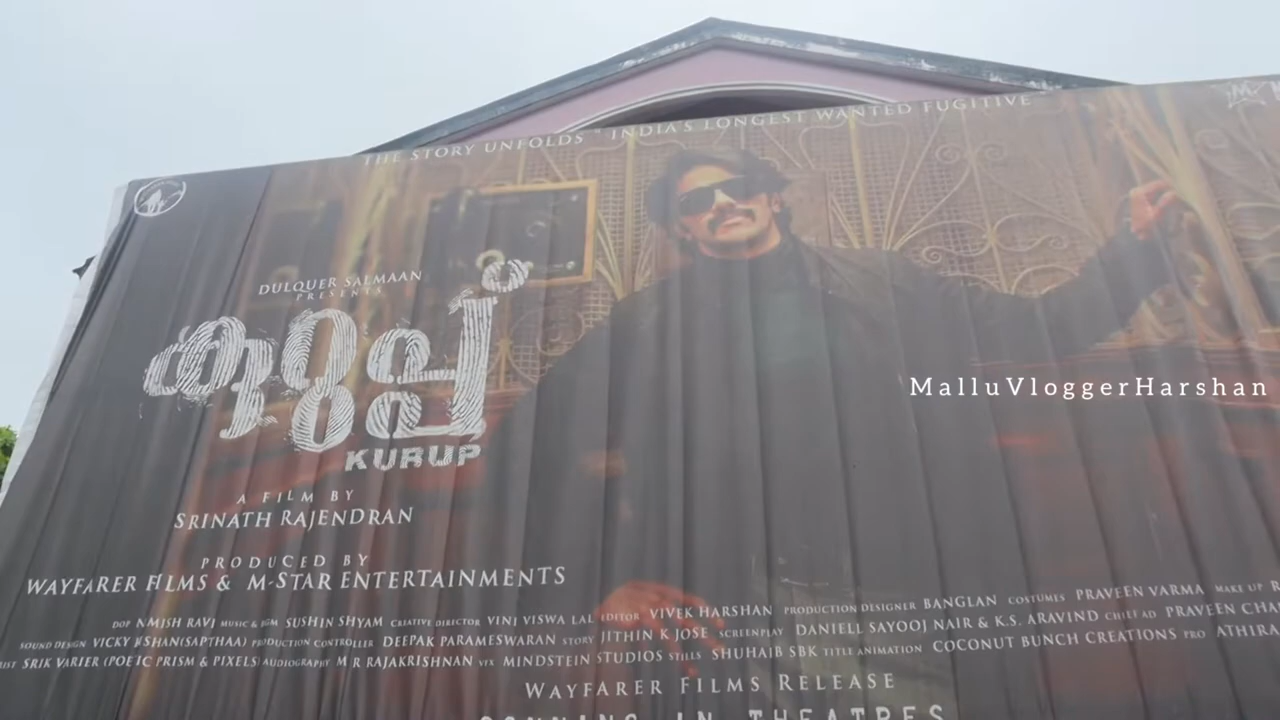 THE STORY UNFOLDS " INDIA'S LONGEST WANTED FUGITIVE "
DULQUER SALMAAN
PRESENTS
കുറുപ്പ്
KURUP
MalluVloggerHarshan
A FILM BY
SRINATH RAJENDRAN
PRODUCED BY
WAYFARER FILMS & M-STAR ENTERTAINMENTS
DOP NIMISH RAVI MUSIC & BGM SUSHIN SHYAM CREATIVE DIRECTOR VINI VISWA LAL EDITOR VIVEK HARSHAN PRODUCTION DESIGNER BANGLAN COSTUMES PRAVEEN VARMA MAKE UP
SOUND DESIGN VICKY KISHAN(SAPTHAA) PRODUCTION CONTROLLER DEEPAK PARAMESWARAN STORY JITHIN K JOSE SCREENPLAY DANIELL SAYOOJ NAIR & K.S. ARAVIND CHIEF AD PRAVEEN
SRIK VARIER (POETIC PRISM & PIXELS) AUDIOGRAPHY M R RAJAKRISHNAN VFX MINDSTEIN STUDIOS STILLS SHUHAIB SBK TITLE ANIMATION COCONUT BUNCH CREATIONS PRO ATHIRA
WAYFARER FILMS RELEASE
IN THEATRES